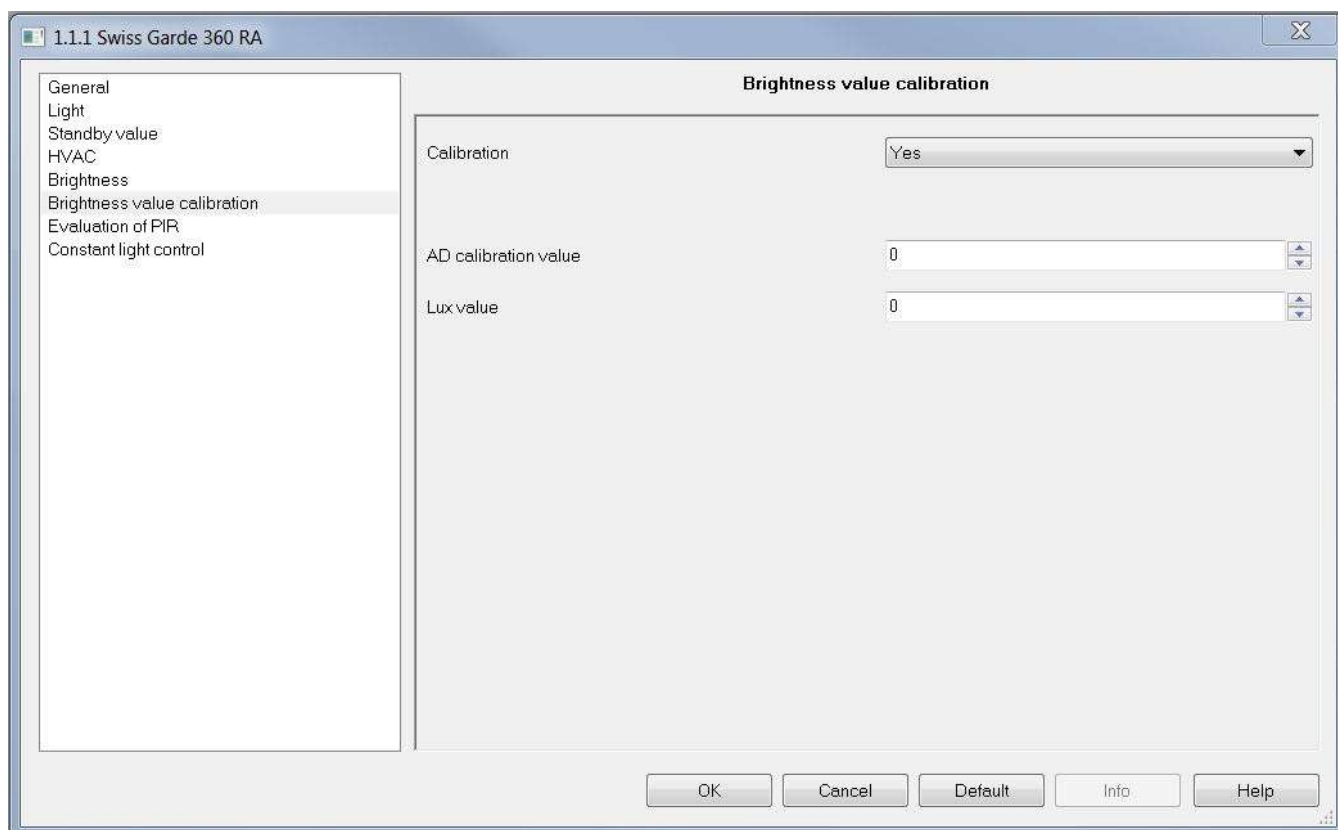 1.1.1 Swiss Garde 360 RA
General
Light
Standby value
HVAC
Brightness
Brightness value calibration
Evaluation of PIR
Constant light control
Brightness value calibration
Calibration Yes
AD calibration value 0
Lux value 0
OK Cancel Default Info Help